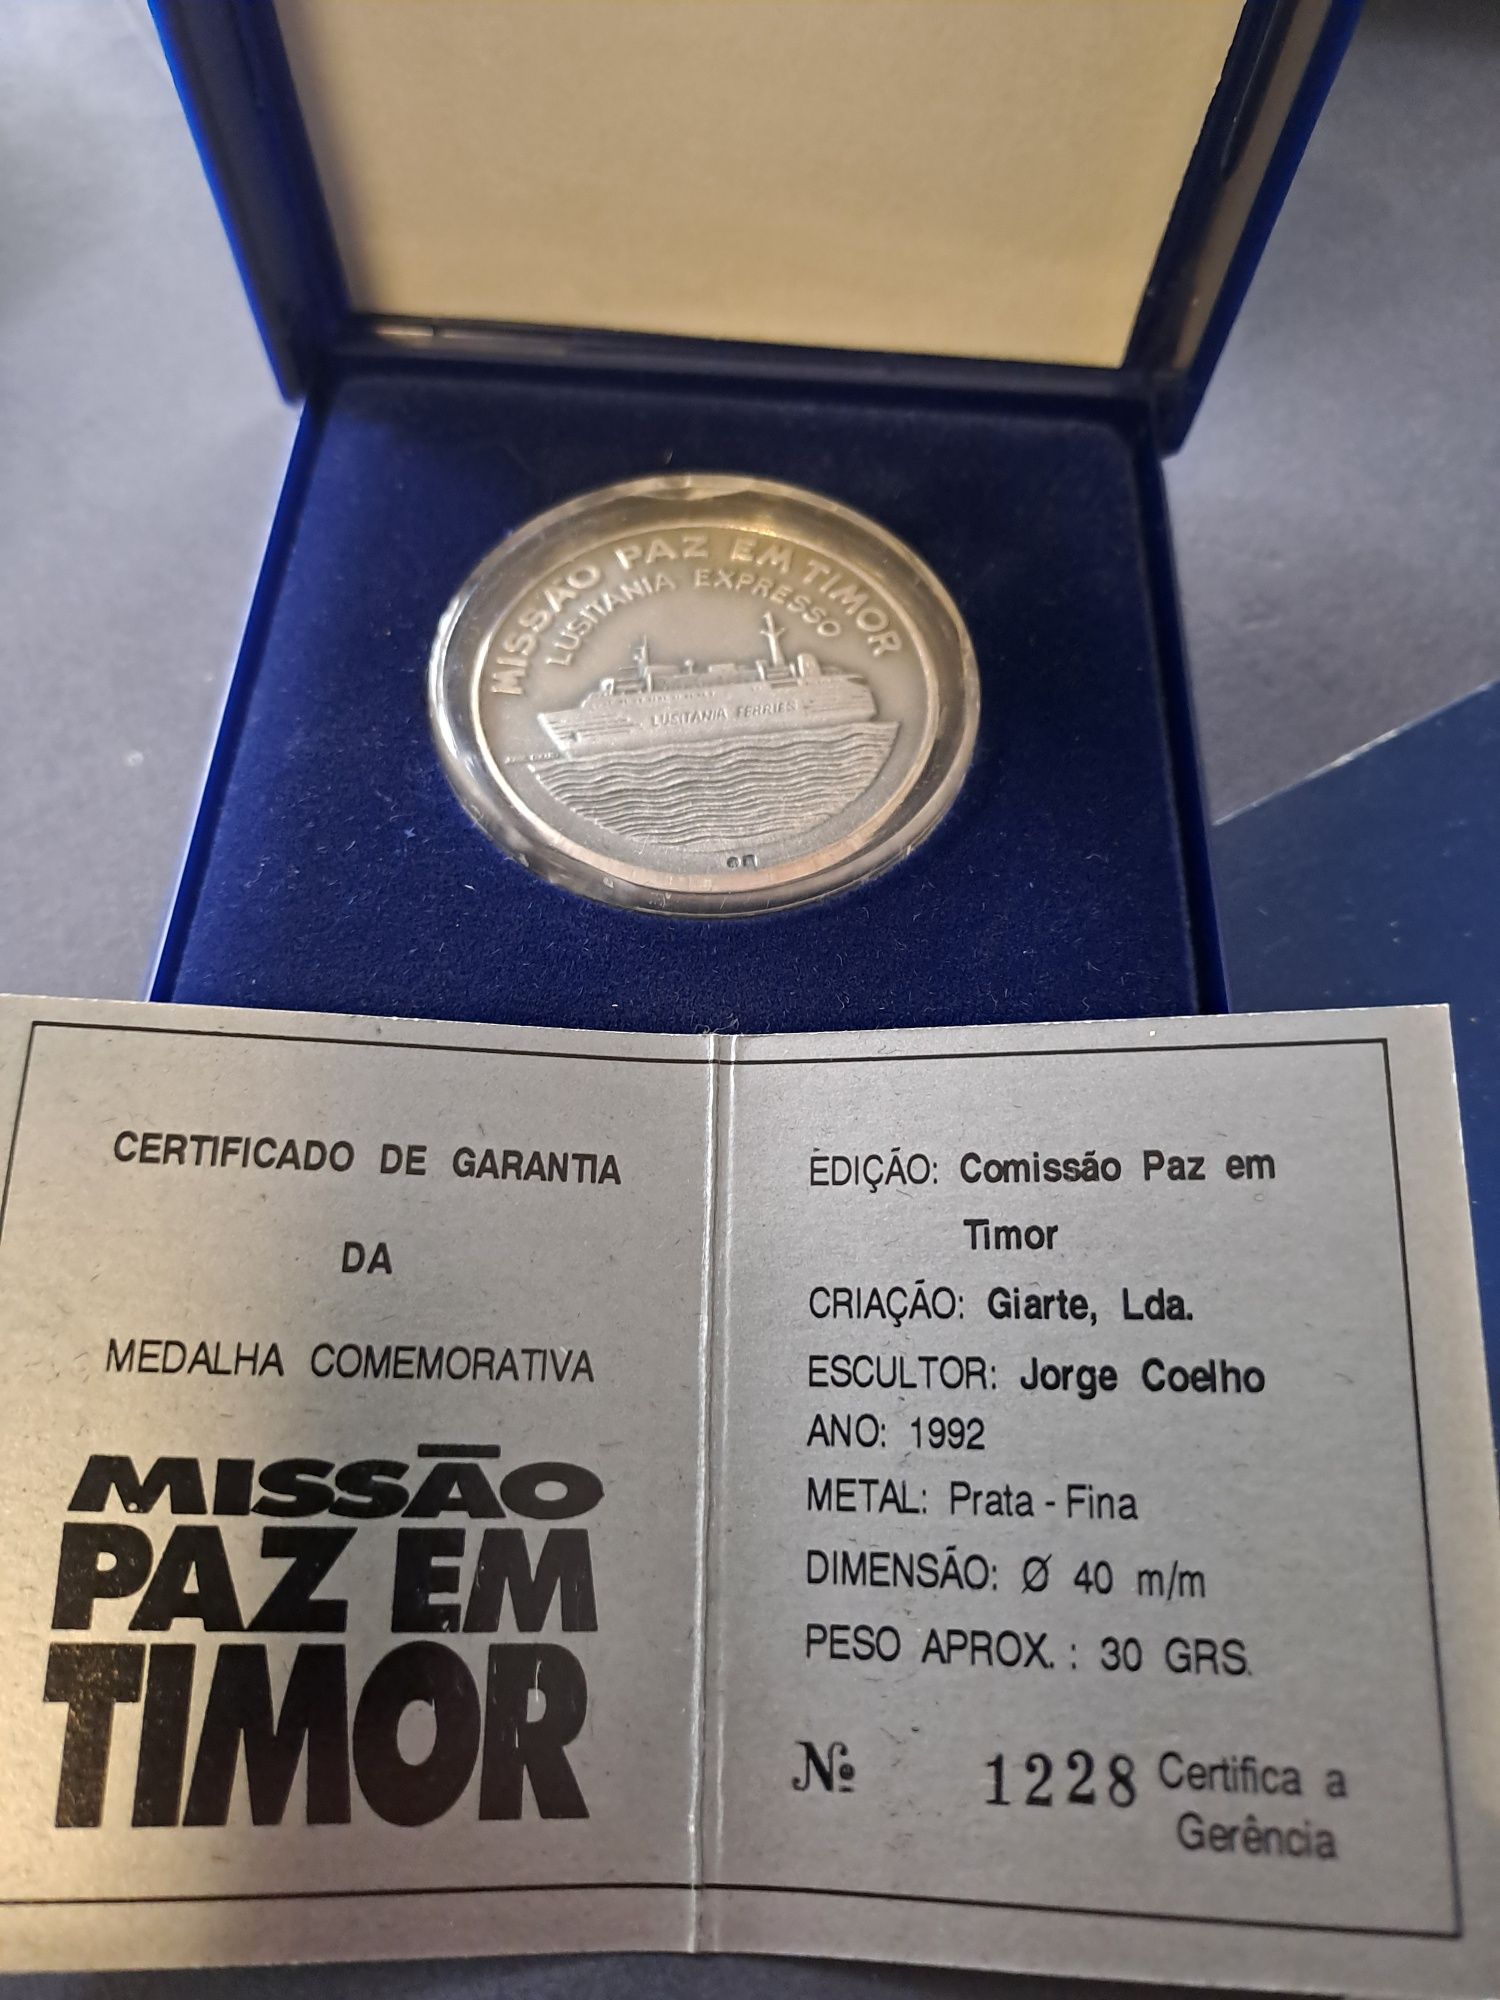 MISSÃO PAZ EM TIMOR
LUSITANIA EXPRESSO
LUSITANIA FERRIES
CERTIFICADO DE GARANTIA
DA
MEDALHA COMEMORATIVA
MISSÃO
PAZ EM
TIMOR
EDIÇÃO: Comissão Paz em
Timor
CRIAÇÃO: Giarte, Lda.
ESCULTOR: Jorge Coelho
ANO: 1992
METAL: Prata - Fina
DIMENSÃO: Ø 40 m/m
PESO APROX. : 30 GRS.
Nº 1228 Certifica a
Gerência